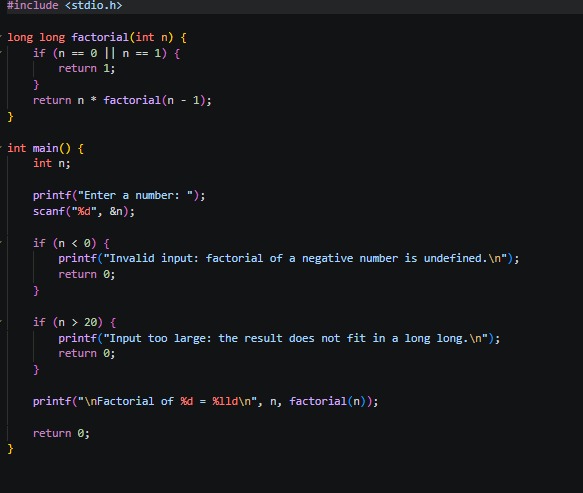 #include <stdio.h>
long long factorial(int n) {
if (n == 0 || n == 1) {
return 1;
}
return n * factorial(n - 1);
}
int main() {
int n;
printf("Enter a number: ");
scanf("%d", &n);
if (n < 0) {
printf("Invalid input: factorial of a negative number is undefined.\n");
return 0;
}
if (n > 20) {
printf("Input too large: the result does not fit in a long long.\n");
return 0;
}
printf("\nFactorial of %d = %lld\n", n, factorial(n));
return 0;
}